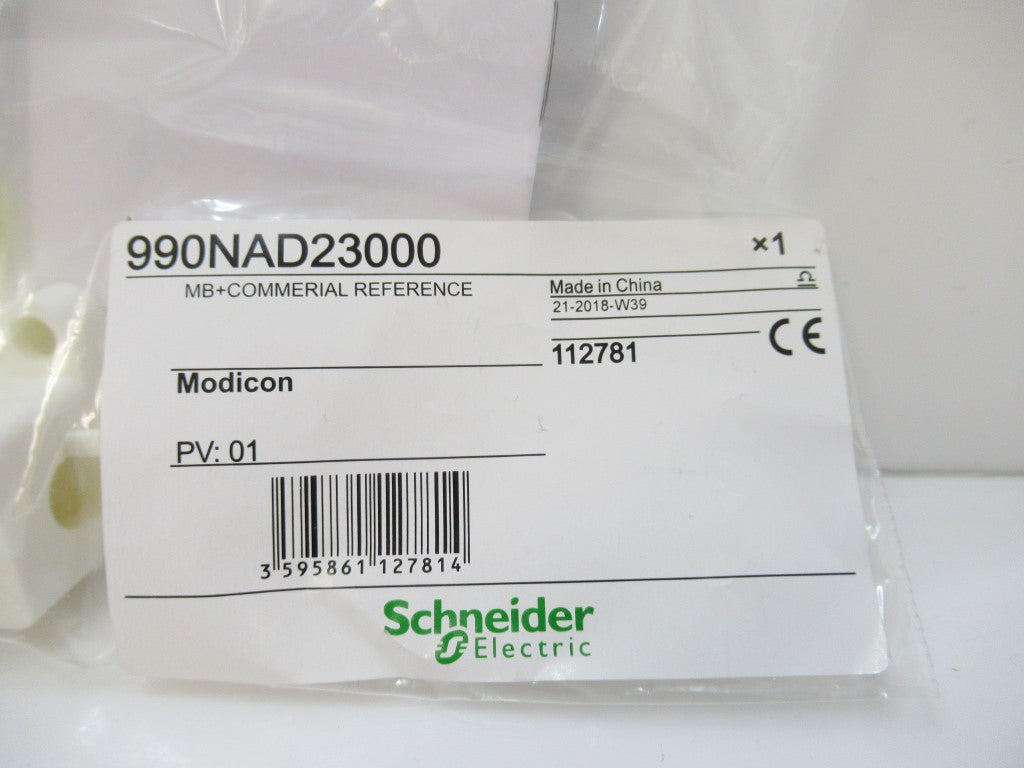 990NAD23000 ×1
MB+COMMERIAL REFERENCE
Made in China
21-2018-W39
CE
112781
Modicon
PV: 01
3 595861 127814
Schneider
Electric